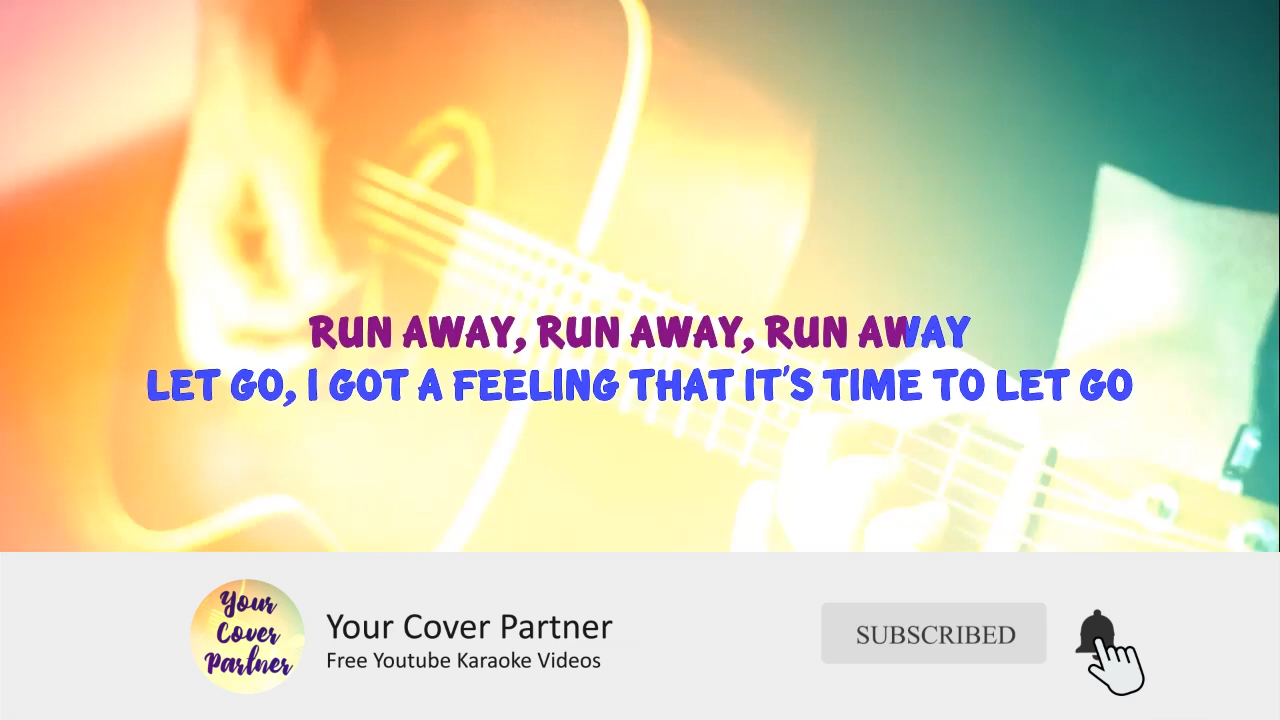 RUN AWAY, RUN AWAY, RUN AWAY
LET GO, I GOT A FEELING THAT IT'S TIME TO LET GO
Your
Cover
Partner
Your Cover Partner
Free Youtube Karaoke Videos
SUBSCRIBED